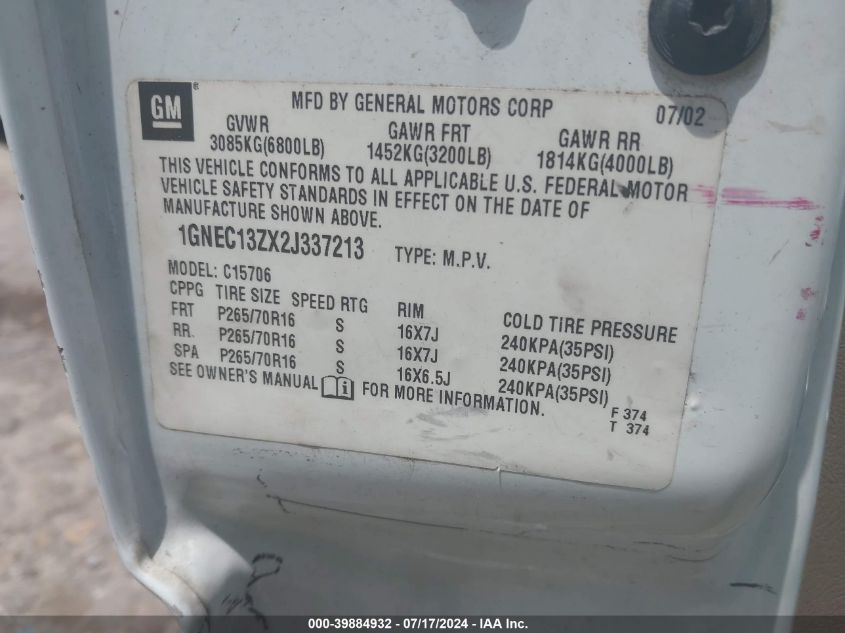 GM®
MFD BY GENERAL MOTORS CORP 07/02
GVWR GAWR FRT GAWR RR
3085KG(6800LB) 1452KG(3200LB) 1814KG(4000LB)
THIS VEHICLE CONFORMS TO ALL APPLICABLE U.S. FEDERAL MOTOR
VEHICLE SAFETY STANDARDS IN EFFECT ON THE DATE OF
MANUFACTURE SHOWN ABOVE.
1GNEC13ZX2J337213 TYPE: M.P.V.
MODEL: C15706
CPPG TIRE SIZE SPEED RTG RIM COLD TIRE PRESSURE
FRT P265/70R16 S 16X7J 240KPA(35PSI)
RR. P265/70R16 S 16X7J 240KPA(35PSI)
SPA P265/70R16 S 16X6.5J 240KPA(35PSI)
SEE OWNER'S MANUAL i FOR MORE INFORMATION.
F 374
T 374
000-39884932 - 07/17/2024 - IAA Inc.